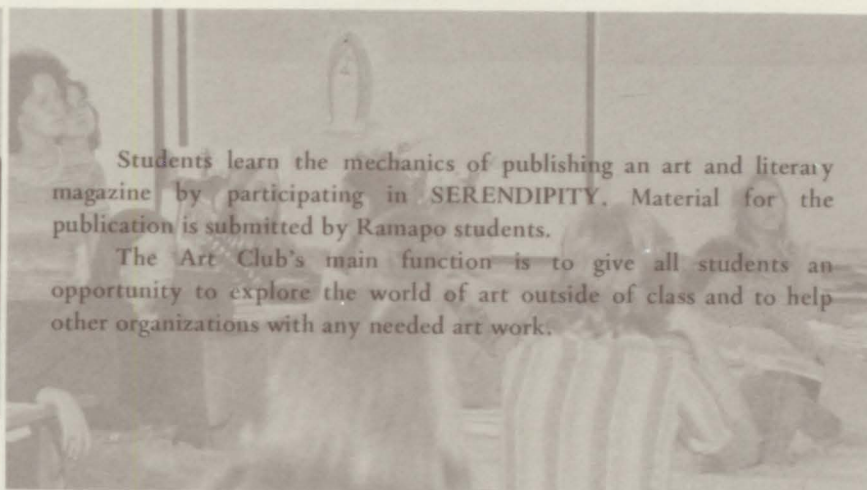 Students learn the mechanics of publishing an art and literary
magazine by participating in SERENDIPITY. Material for the
publication is submitted by Ramapo students.
The Art Club's main function is to give all students an
opportunity to explore the world of art outside of class and to help
other organizations with any needed art work.